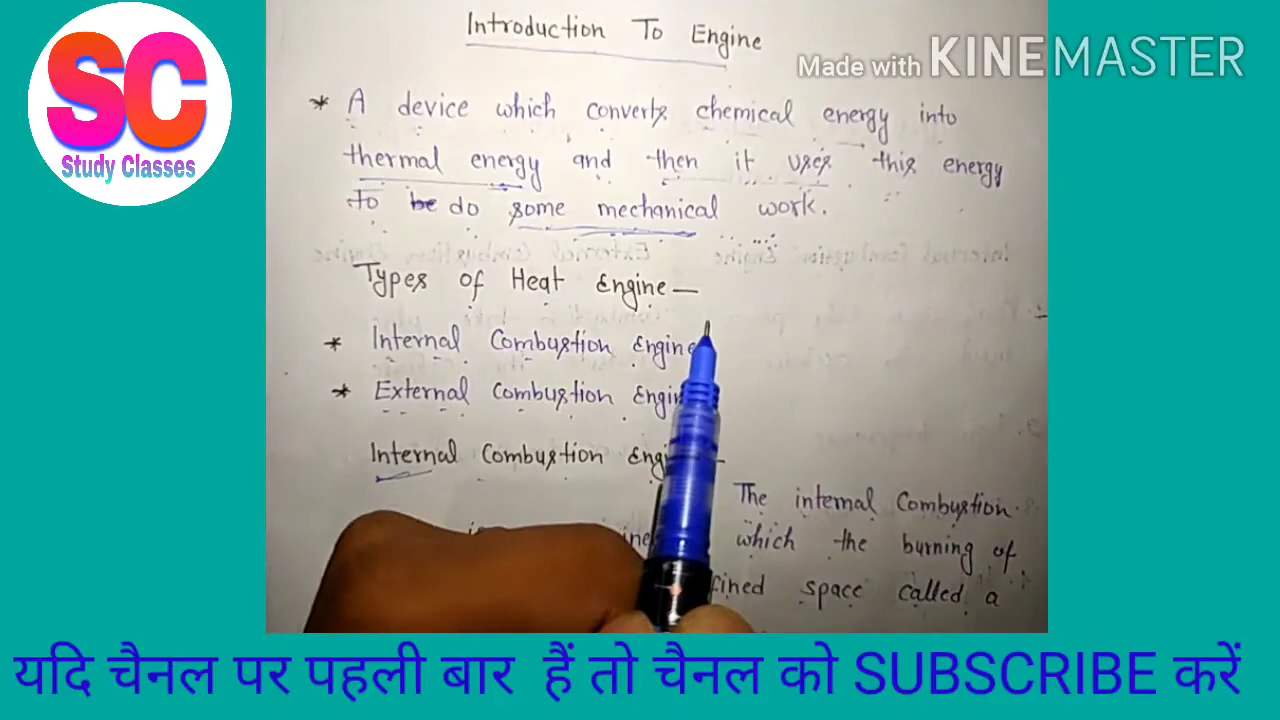 SC
Study Classes
Made with KINEMASTER
Introduction To Engine
* A device which converts chemical energy into
thermal energy and then it uses this energy
to be do some mechanical work.
Types of Heat Engine—
* Internal Combustion Engine
* External Combustion Engin
Internal Combustion Engi
The internal Combustion
which the burning of
fined space called a
यदि चैनल पर पहली बार हैं तो चैनल को SUBSCRIBE करें